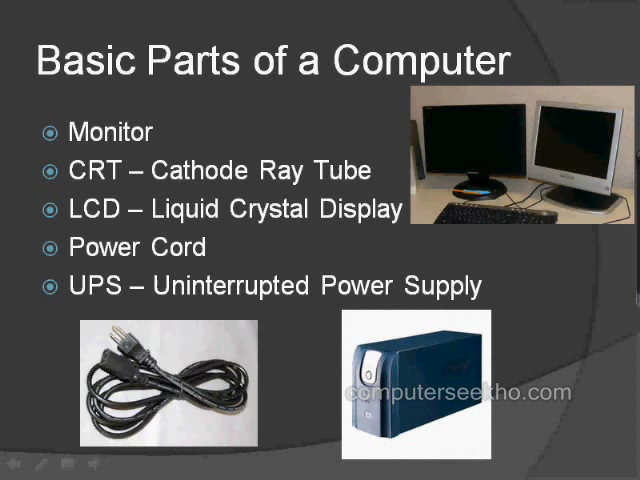 Basic Parts of a Computer
Monitor
CRT – Cathode Ray Tube
LCD – Liquid Crystal Display
Power Cord
UPS – Uninterrupted Power Supply
computerseekho.com